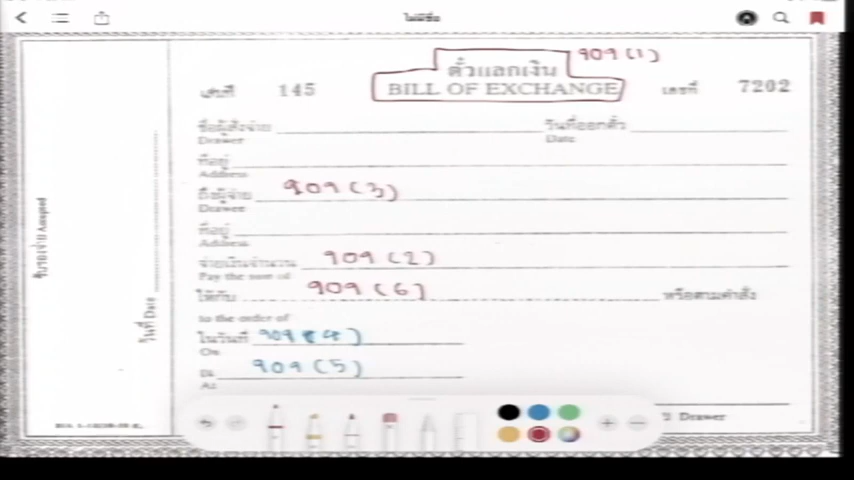 ไม่มีชื่อ
ตั๋วแลกเงิน 909 (1)
เล่มที่ 145 BILL OF EXCHANGE เลขที่ 7202
ชื่อผู้สั่งจ่าย วันที่ออกตั๋ว
Drawer Date
ที่อยู่
Address
ถึงผู้จ่าย 909 (3)
Drawee
ที่อยู่
Address
จ่ายเงินจำนวน 909 (2)
Pay the sum of
ให้กับ 909 (6) หรือตามคำสั่ง
to the order of
ในวันที่ 909 (4)
On
ณ 909 (5)
At
Drawer
รับรองจ่าย Accepted
วันที่ Date